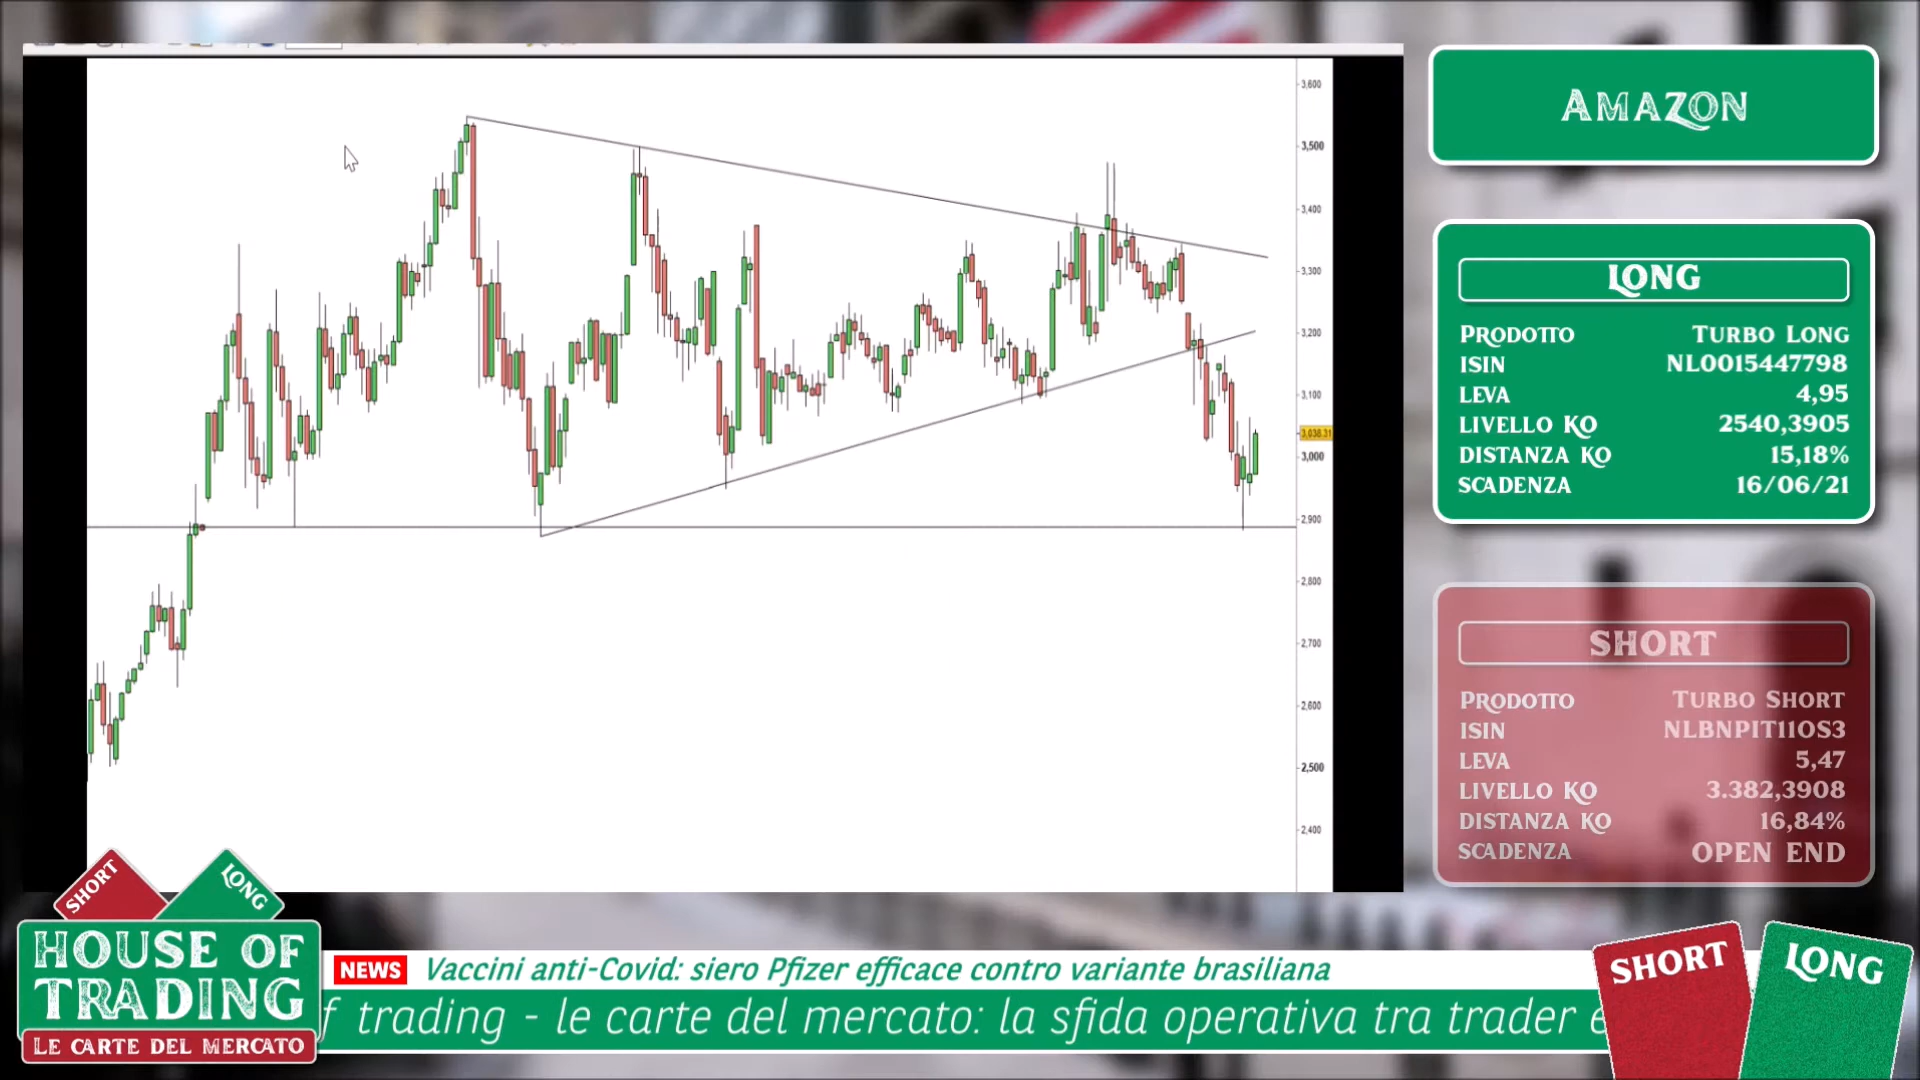 3,600
3,500
3,400
3,300
3,200
3,100
3,038.31
3,000
2,900
2,800
2,700
2,600
2,500
2,400
AMAZON
LONG
PRODOTTO TURBO LONG
ISIN NL0015447798
LEVA 4,95
LIVELLO KO 2540,3905
DISTANZA KO 15,18%
SCADENZA 16/06/21
SHORT
PRODOTTO TURBO SHORT
ISIN NLBNPIT11OS3
LEVA 5,47
LIVELLO KO 3.382,3908
DISTANZA KO 16,84%
SCADENZA OPEN END
SHORT
LONG
HOUSE OF
TRADING
LE CARTE DEL MERCATO
NEWS Vaccini anti-Covid: siero Pfizer efficace contro variante brasiliana
f trading - le carte del mercato: la sfida operativa tra trader e
SHORT
LONG